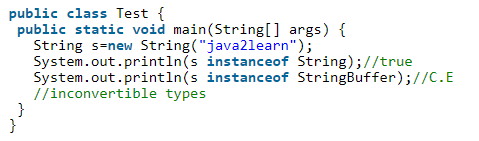 public class Test {
public static void main(String[] args) {
String s=new String("java2learn");
System.out.println(s instanceof String);//true
System.out.println(s instanceof StringBuffer);//C.E
//inconvertible types
}
}